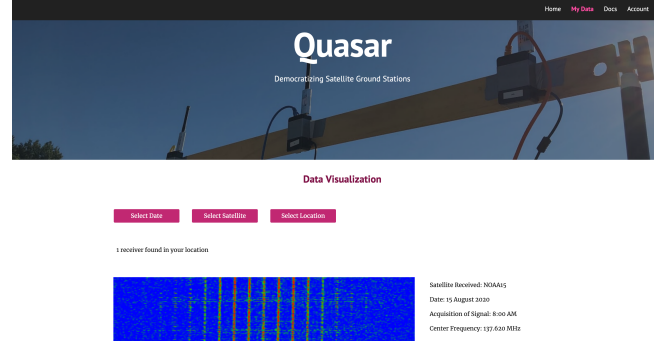 Home My Data Docs Account
Quasar
Democratizing Satellite Ground Stations
Data Visualization
Select Date Select Satellite Select Location
1 receiver found in your location
Satellite Received: NOAA15
Date: 15 August 2020
Acquisition of Signal: 8:00 AM
Center Frequency: 137.620 MHz